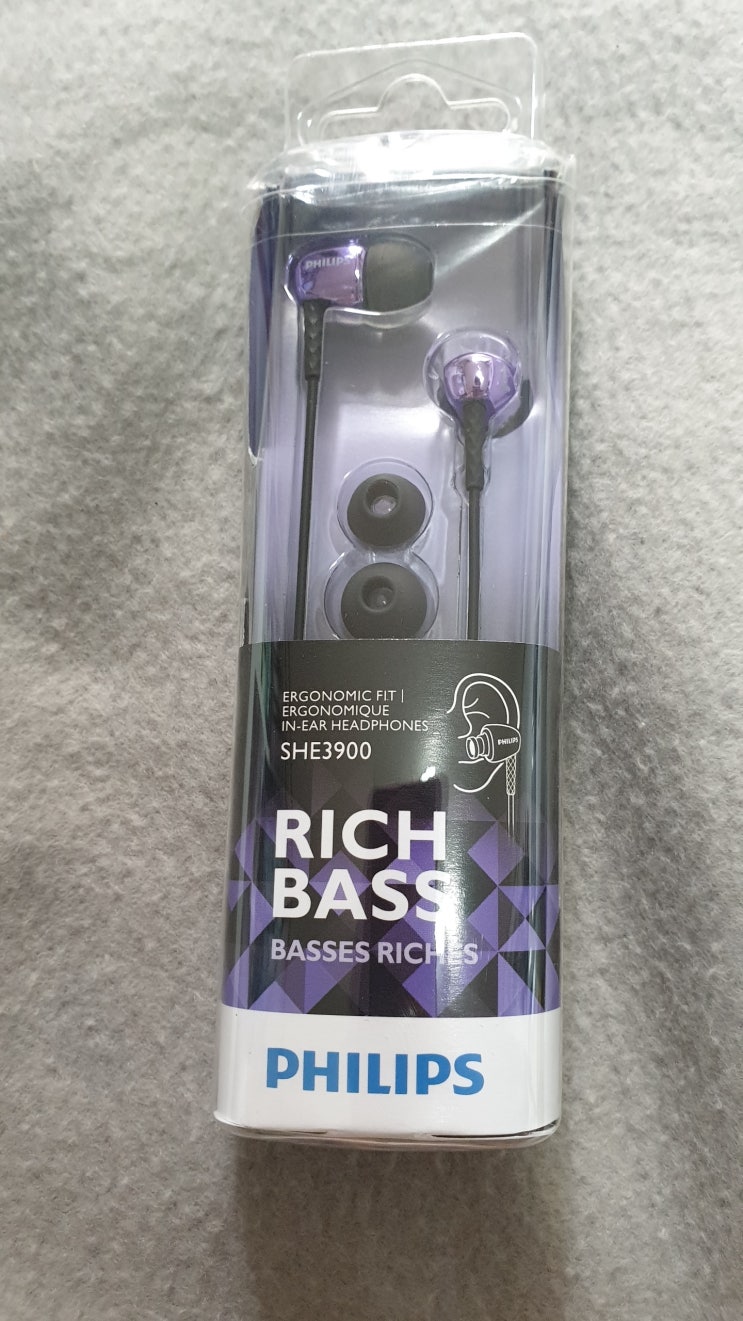 PHILIPS
ERGONOMIC FIT |
ERGONOMIQUE
IN-EAR HEADPHONES
SHE3900
PHILIPS
RICH
BASS
BASSES RICHES
PHILIPS